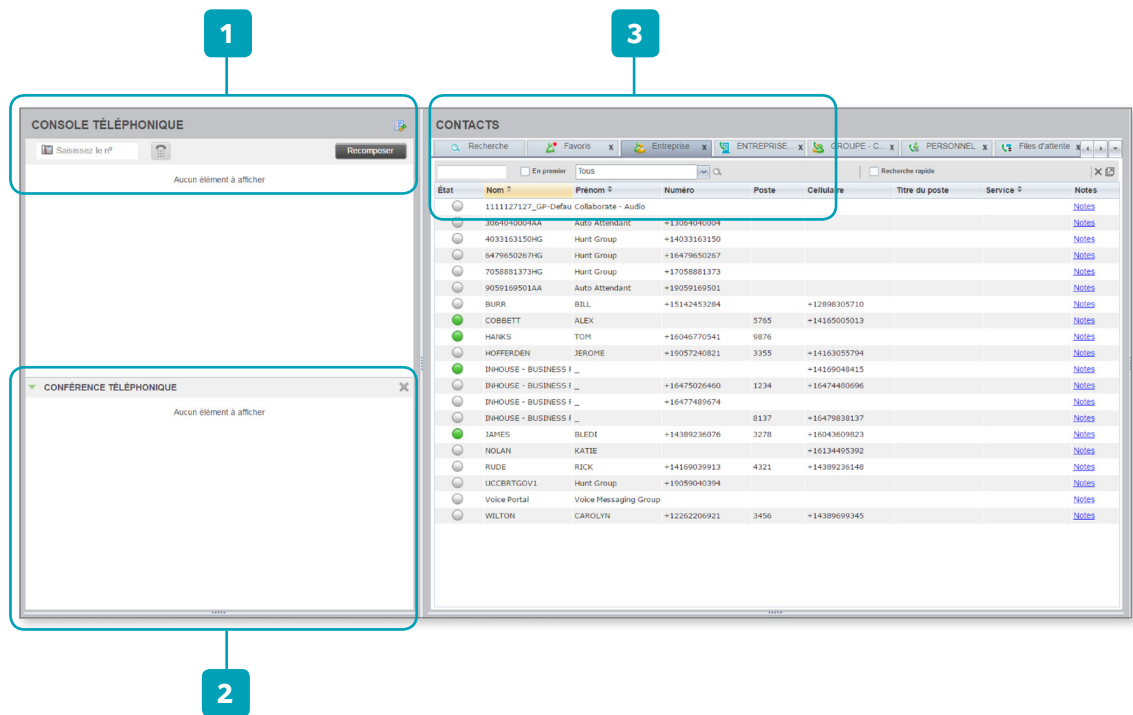 1
3
CONSOLE TÉLÉPHONIQUE
Saisissez le nº
Recomposer
Aucun élément à afficher
CONFÉRENCE TÉLÉPHONIQUE
Aucun élément à afficher
2
CONTACTS
Recherche Favoris x Entreprise x ENTREPRISE... x GROUPE - C... x PERSONNEL x Files d'attente x
En premier Tous Recherche rapide
État Nom Prénom Numéro Poste Cellulaire Titre du poste Service Notes
1111127127_GP-Defau Collaborate - Audio Notes
3064040004AA Auto Attendant +13064040004 Notes
4033163150HG Hunt Group +14033163150 Notes
6479650267HG Hunt Group +16479650267 Notes
7058881373HG Hunt Group +17058881373 Notes
9059169501AA Auto Attendant +19059169501 Notes
BURR BILL +15142453284 +12898305710 Notes
COBBETT ALEX 5765 +14165005013 Notes
HANKS TOM +16046770541 9876 Notes
HOFFERDEN JEROME +19057240821 3355 +14163055794 Notes
INHOUSE - BUSINESS F _ +14169048415 Notes
INHOUSE - BUSINESS F _ +16475026460 1234 +16474480696 Notes
INHOUSE - BUSINESS F _ +16477489674 Notes
INHOUSE - BUSINESS F _ 8137 +16479838137 Notes
JAMES BLEDI +14389236076 3278 +16043609823 Notes
NOLAN KATIE +16134495392 Notes
RUDE RICK +14169039913 4321 +14389236148 Notes
UCCBRTGOV1 Hunt Group +19059040394 Notes
Voice Portal Voice Messaging Group Notes
WILTON CAROLYN +12262206921 3456 +14389699345 Notes